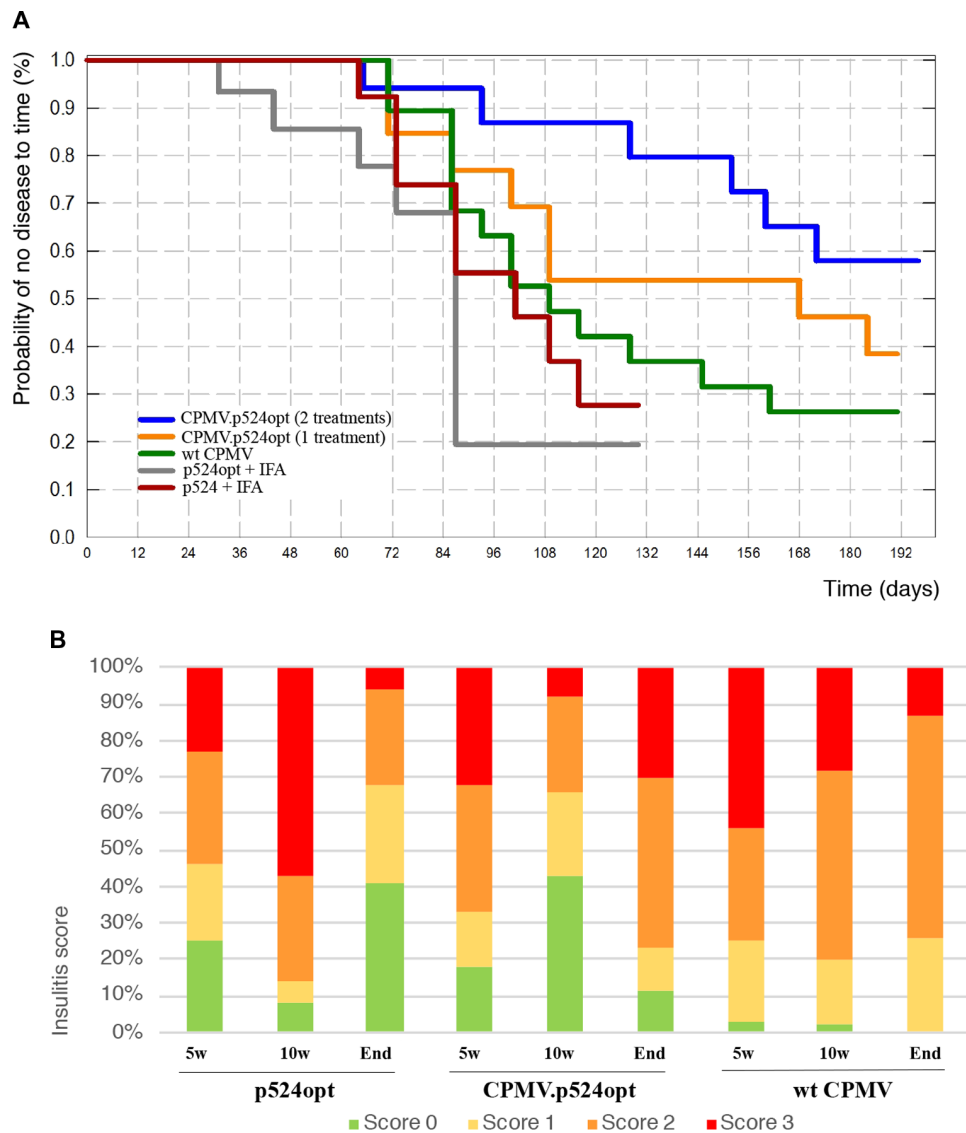 A
Probability of no disease to time (%)
1.0
0.9
0.8
0.7
0.6
0.5
0.4
0.3
0.2
0.1
0.0
CPMV.p524opt (2 treatments)
CPMV.p524opt (1 treatment)
wt CPMV
p524opt + IFA
p524 + IFA
0 12 24 36 48 60 72 84 96 108 120 132 144 156 168 180 192
Time (days)
B
Insulitis score
100%
90%
80%
70%
60%
50%
40%
30%
20%
10%
0%
5w 10w End 5w 10w End 5w 10w End
p524opt CPMV.p524opt wt CPMV
Score 0 Score 1 Score 2 Score 3